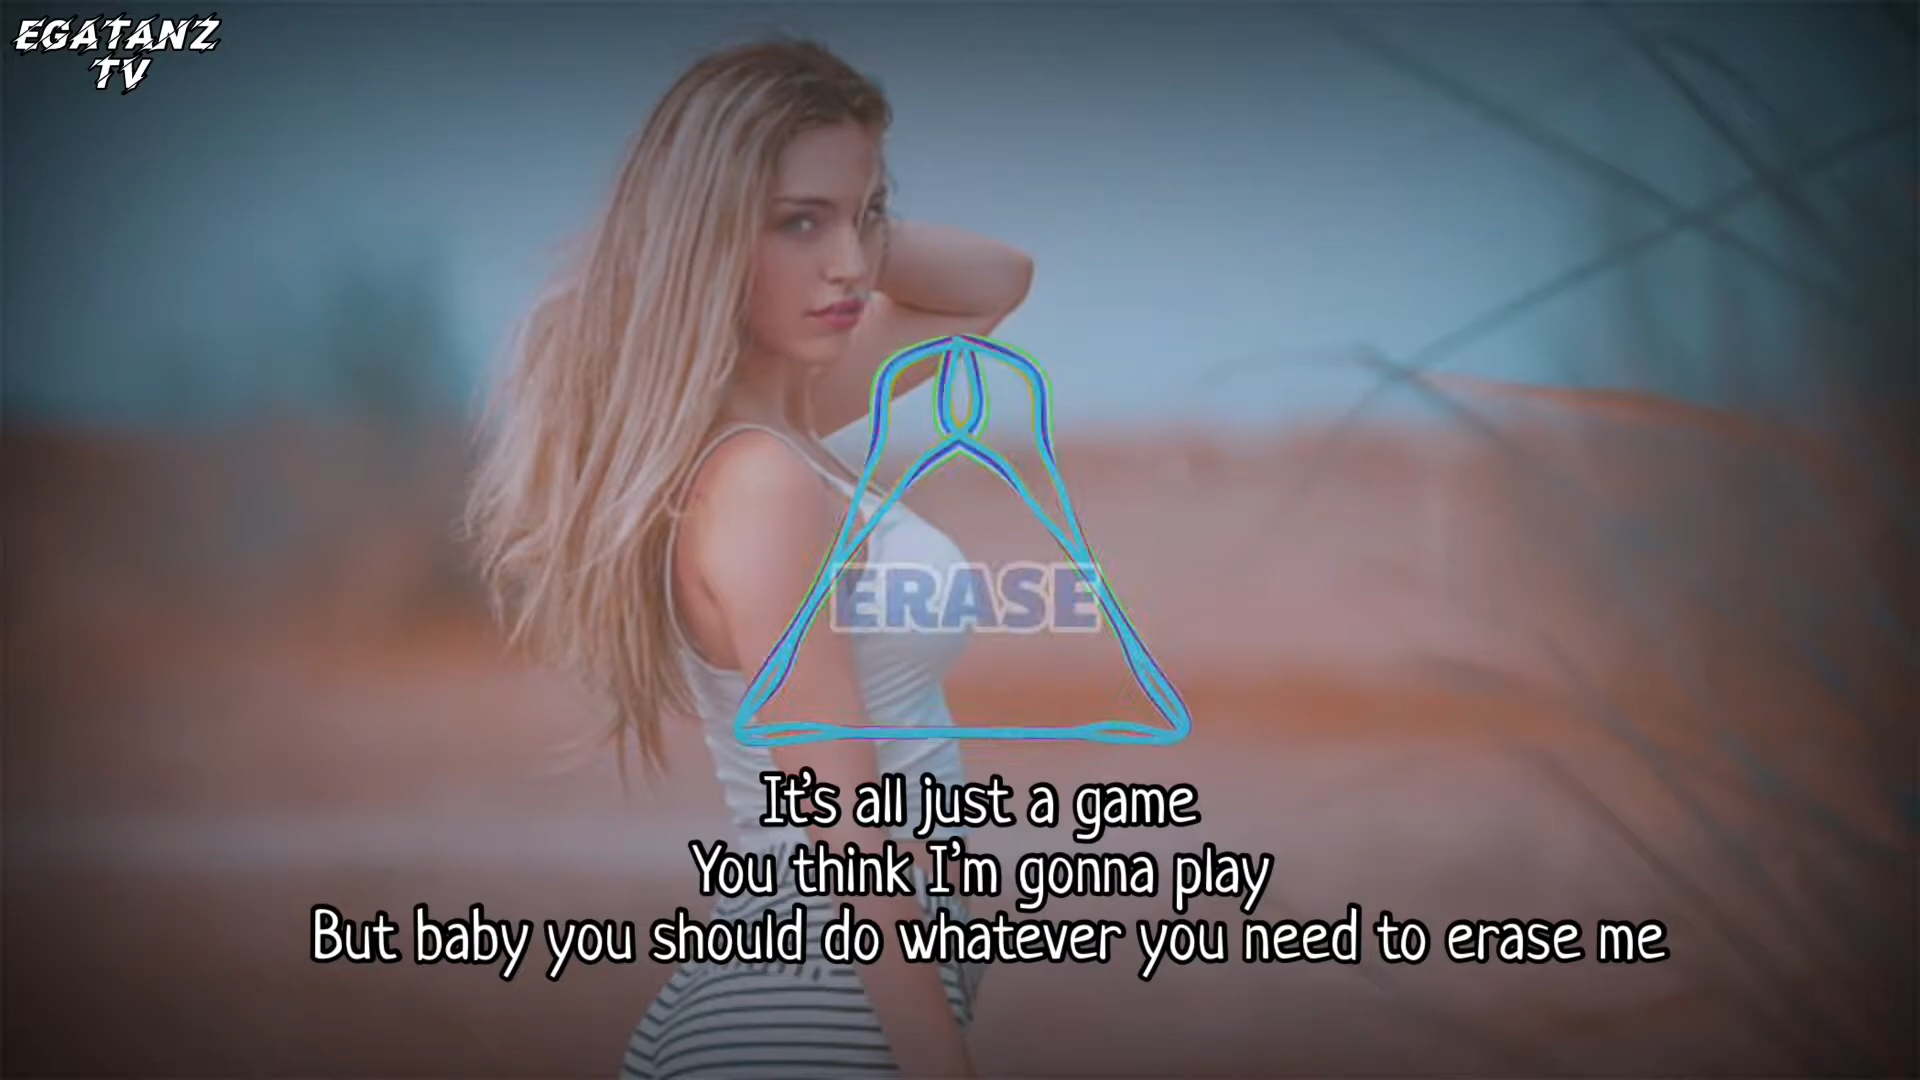 EGATANZ
TV
ERASE
It's all just a game
You think I'm gonna play
But baby you should do whatever you need to erase me